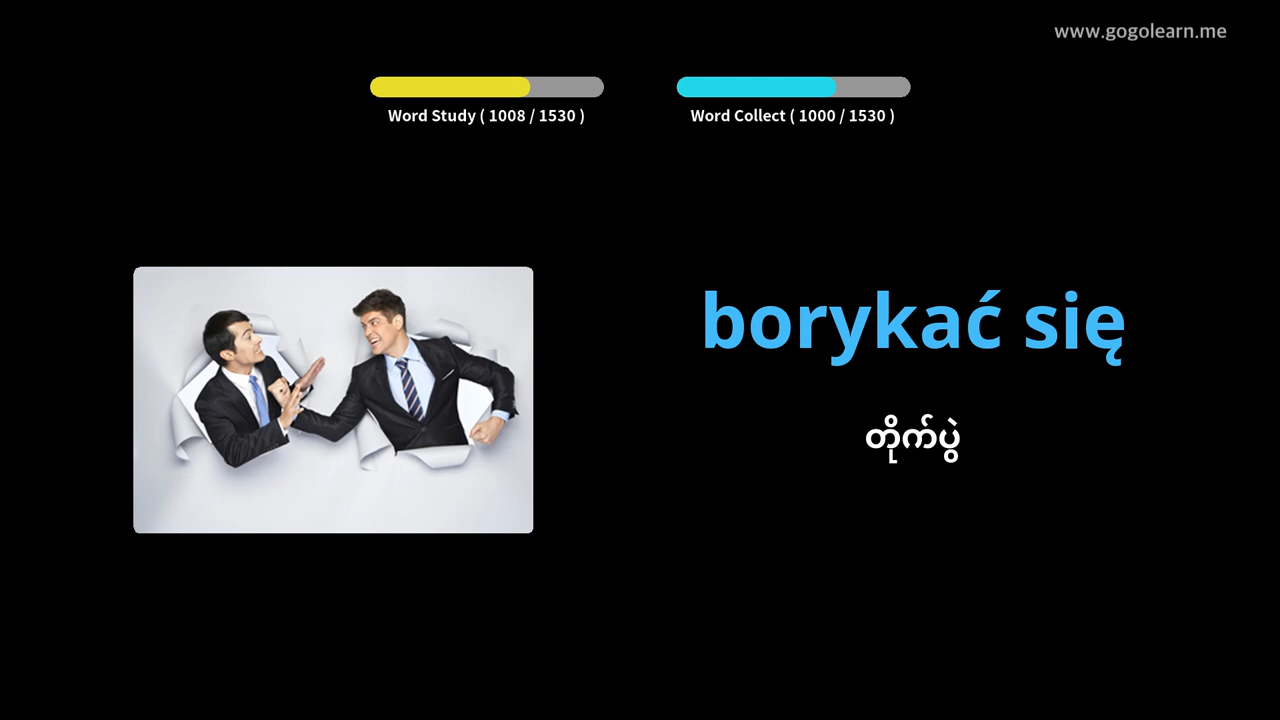 www.gogolearn.me
Word Study ( 1008 / 1530 )
Word Collect ( 1000 / 1530 )
borykać się
တိုက်ပွဲ